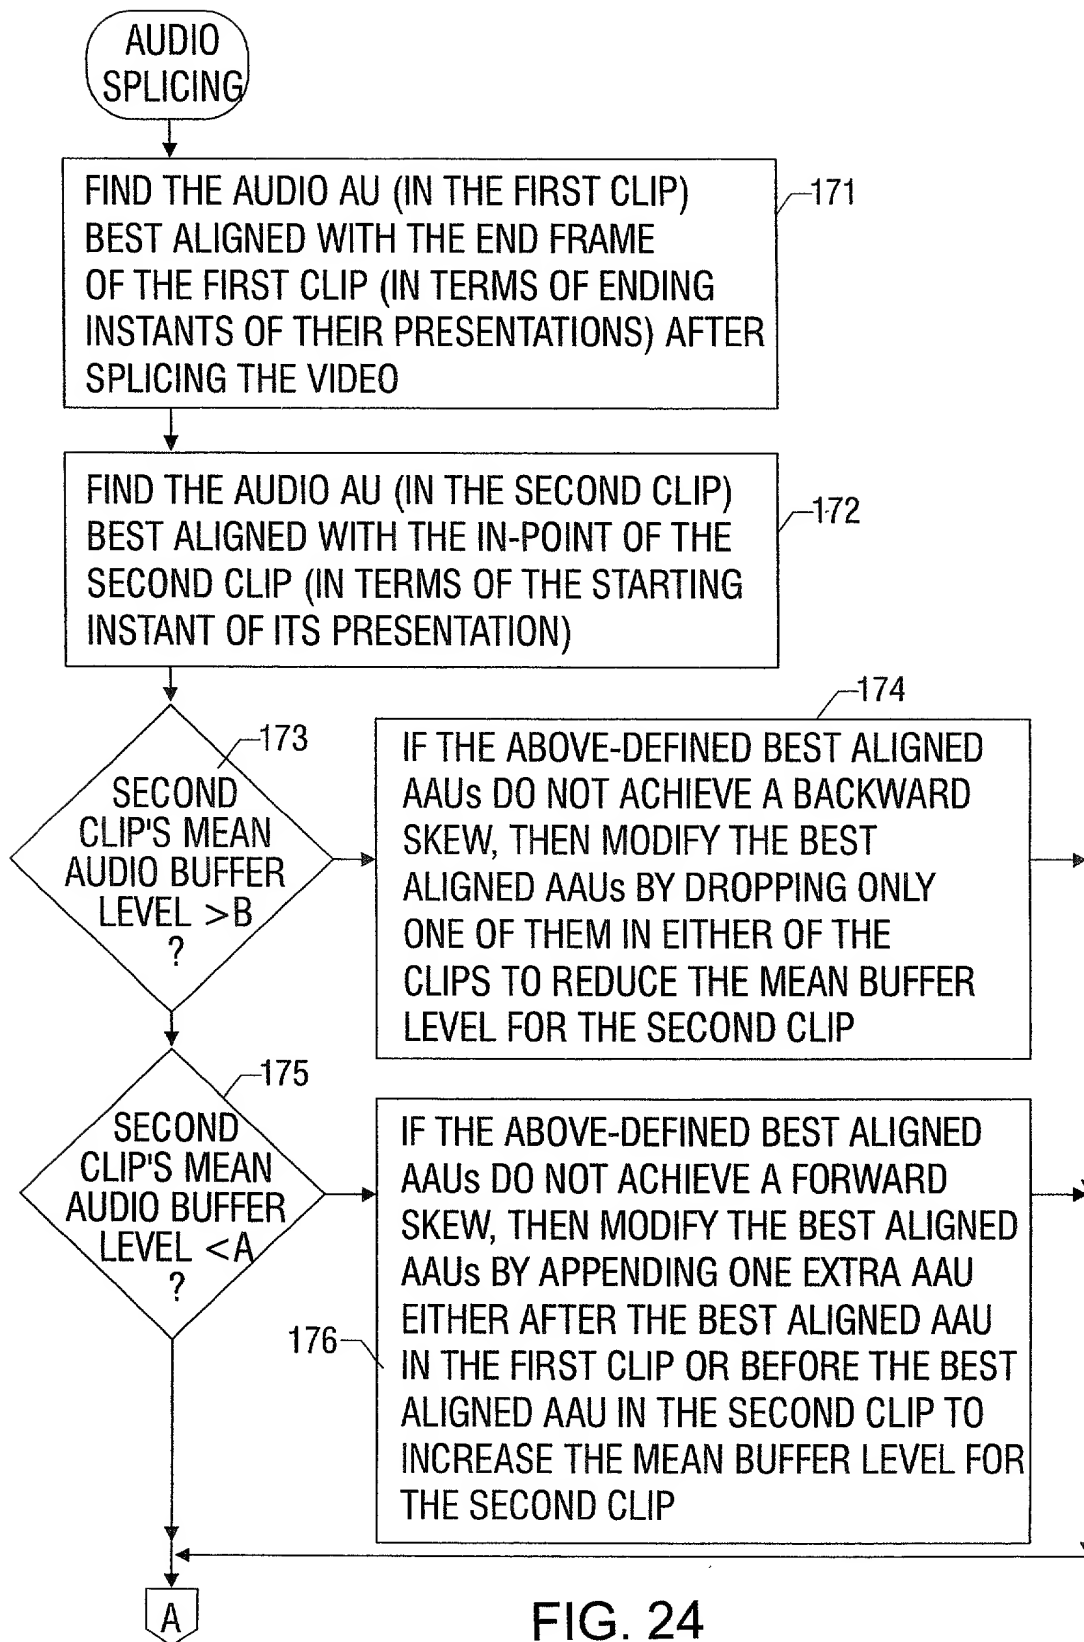 AUDIO
SPLICING
FIND THE AUDIO AU (IN THE FIRST CLIP)
BEST ALIGNED WITH THE END FRAME
OF THE FIRST CLIP (IN TERMS OF ENDING
INSTANTS OF THEIR PRESENTATIONS) AFTER
SPLICING THE VIDEO
171
FIND THE AUDIO AU (IN THE SECOND CLIP)
BEST ALIGNED WITH THE IN-POINT OF THE
SECOND CLIP (IN TERMS OF THE STARTING
INSTANT OF ITS PRESENTATION)
172
173
SECOND
CLIP'S MEAN
AUDIO BUFFER
LEVEL >B
?
174
IF THE ABOVE-DEFINED BEST ALIGNED
AAUs DO NOT ACHIEVE A BACKWARD
SKEW, THEN MODIFY THE BEST
ALIGNED AAUs BY DROPPING ONLY
ONE OF THEM IN EITHER OF THE
CLIPS TO REDUCE THE MEAN BUFFER
LEVEL FOR THE SECOND CLIP
175
SECOND
CLIP'S MEAN
AUDIO BUFFER
LEVEL <A
?
IF THE ABOVE-DEFINED BEST ALIGNED
AAUs DO NOT ACHIEVE A FORWARD
SKEW, THEN MODIFY THE BEST ALIGNED
AAUs BY APPENDING ONE EXTRA AAU
EITHER AFTER THE BEST ALIGNED AAU
IN THE FIRST CLIP OR BEFORE THE BEST
ALIGNED AAU IN THE SECOND CLIP TO
INCREASE THE MEAN BUFFER LEVEL FOR
THE SECOND CLIP
176
A
FIG. 24